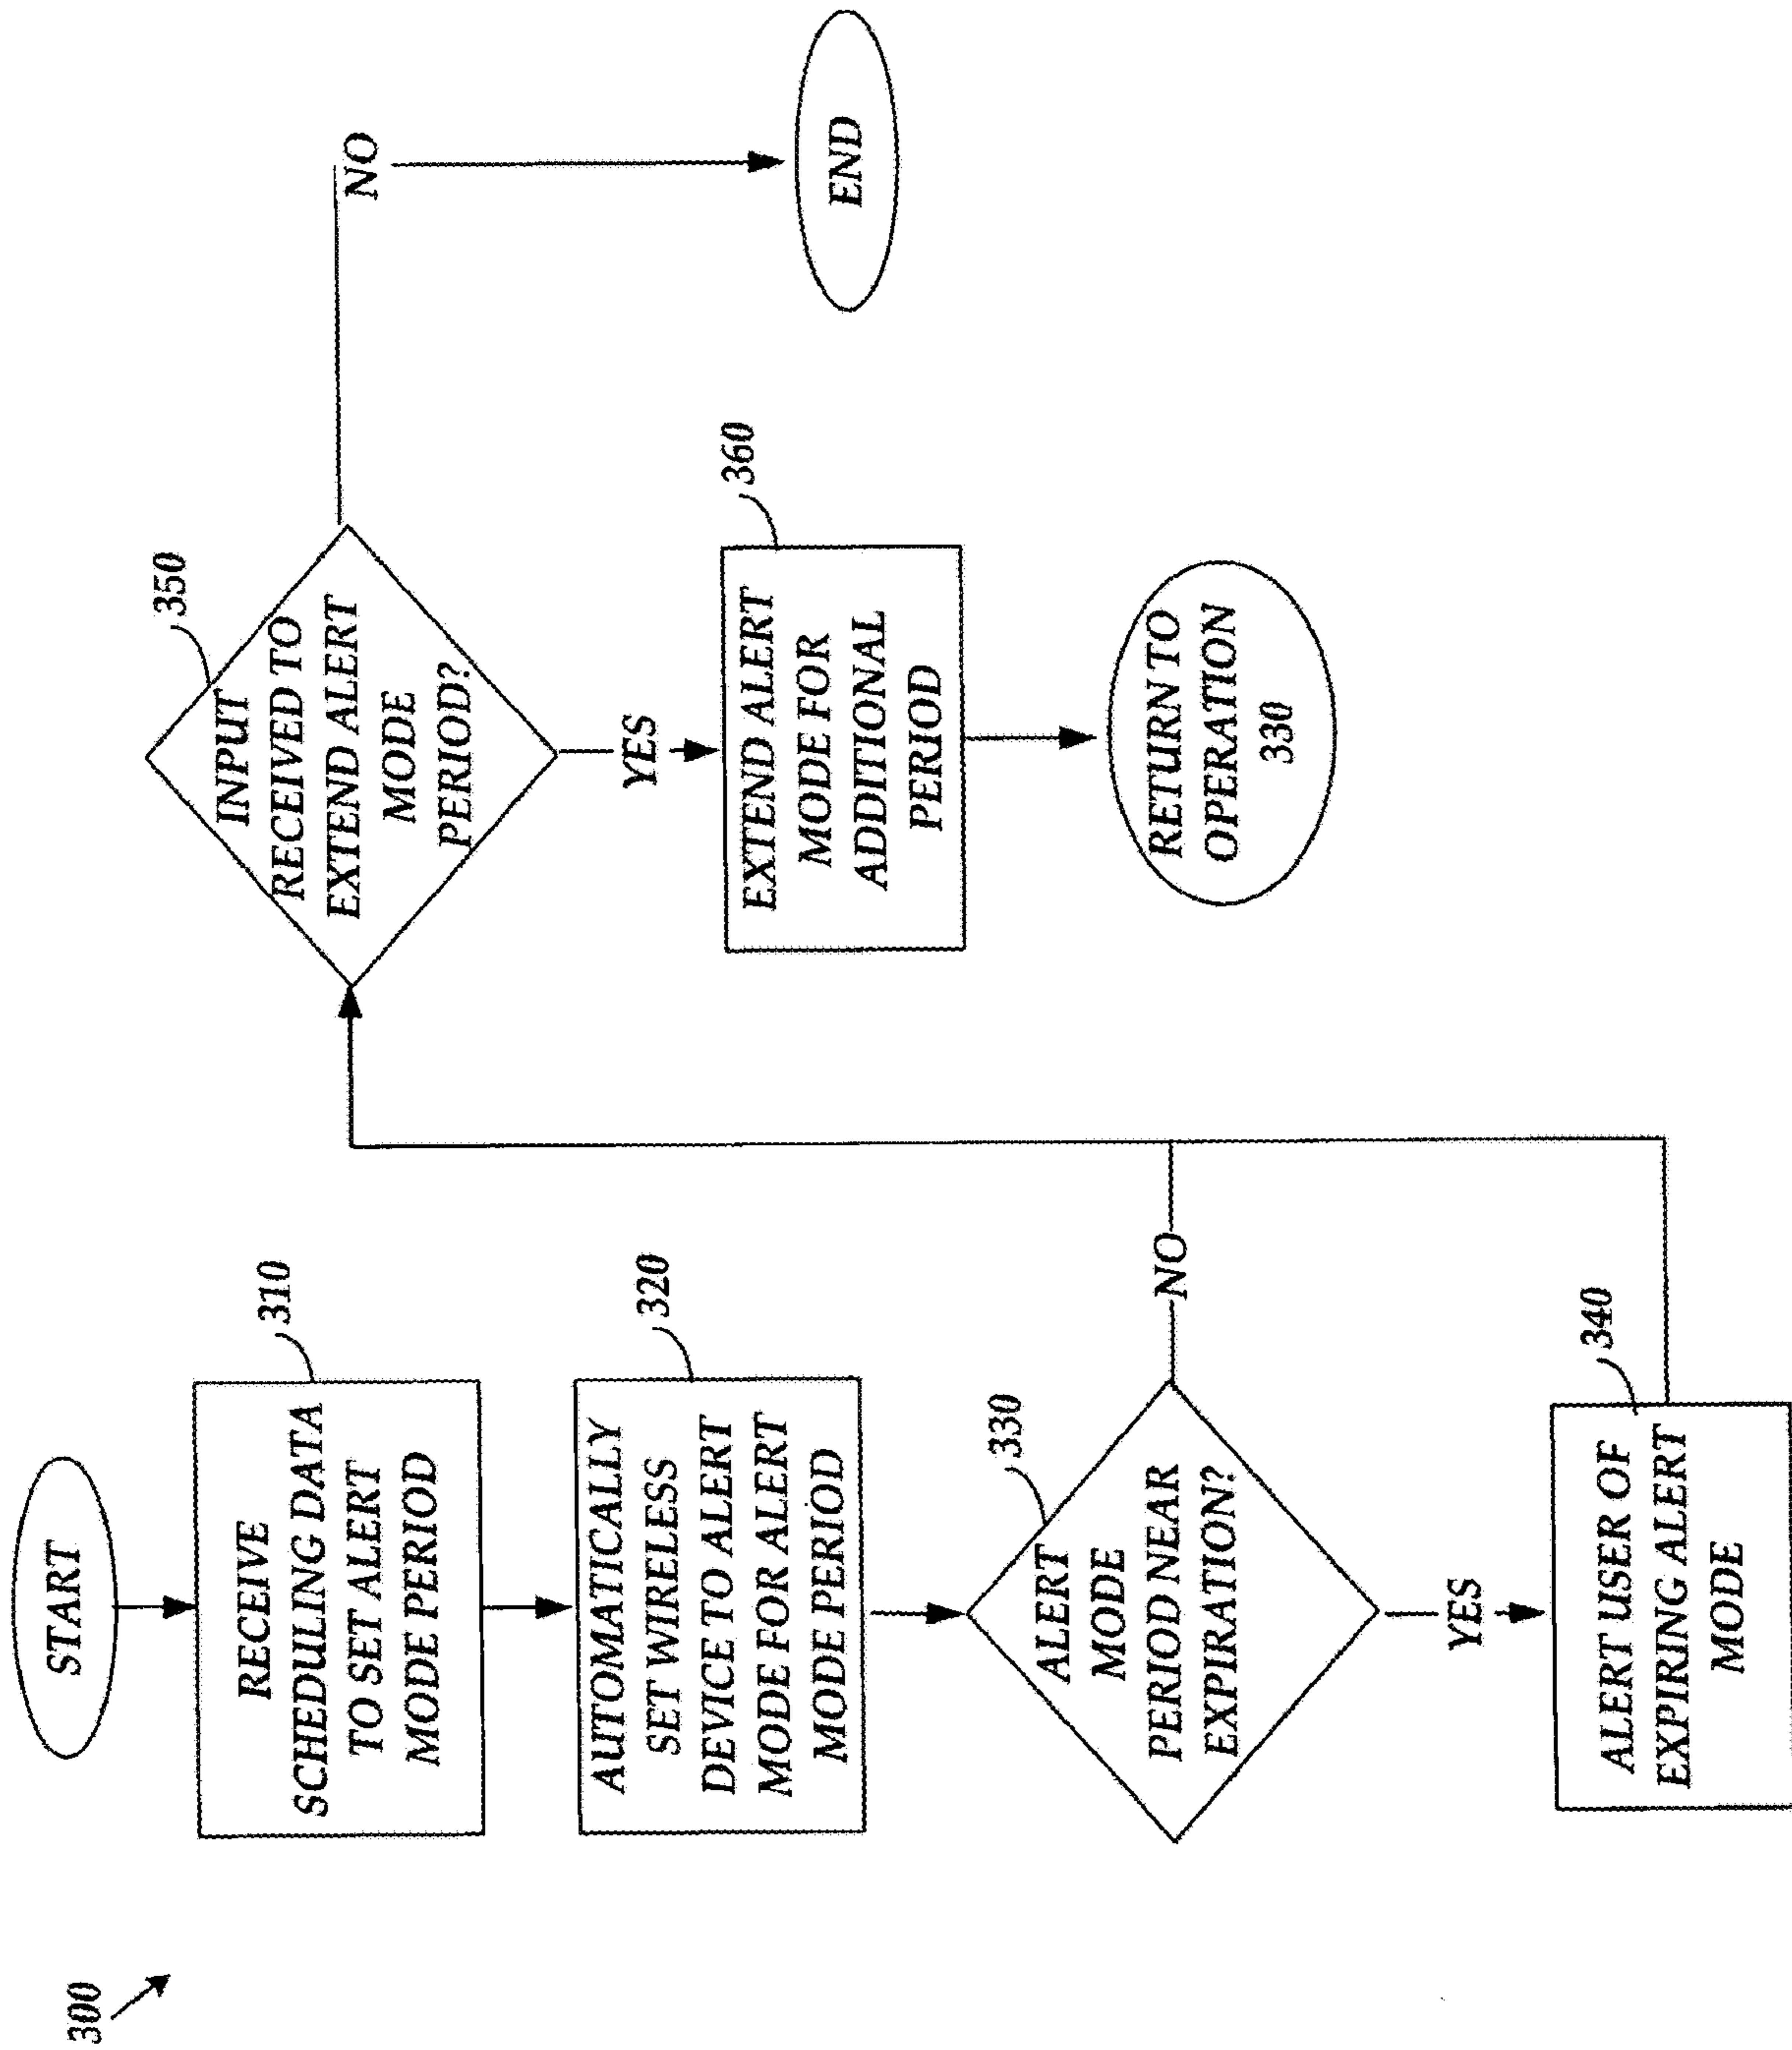 300
START
310
RECEIVE
SCHEDULING DATA
TO SET ALERT
MODE PERIOD
320
AUTOMATICALLY
SET WIRELESS
DEVICE TO ALERT
MODE FOR ALERT
MODE PERIOD
330
ALERT
MODE
PERIOD NEAR
EXPIRATION?
NO
YES
340
ALERT USER OF
EXPIRING ALERT
MODE
350
INPUT
RECEIVED TO
EXTEND ALERT
MODE
PERIOD?
NO
YES
360
EXTEND ALERT
MODE FOR
ADDITIONAL
PERIOD
RETURN TO
OPERATION
330
END